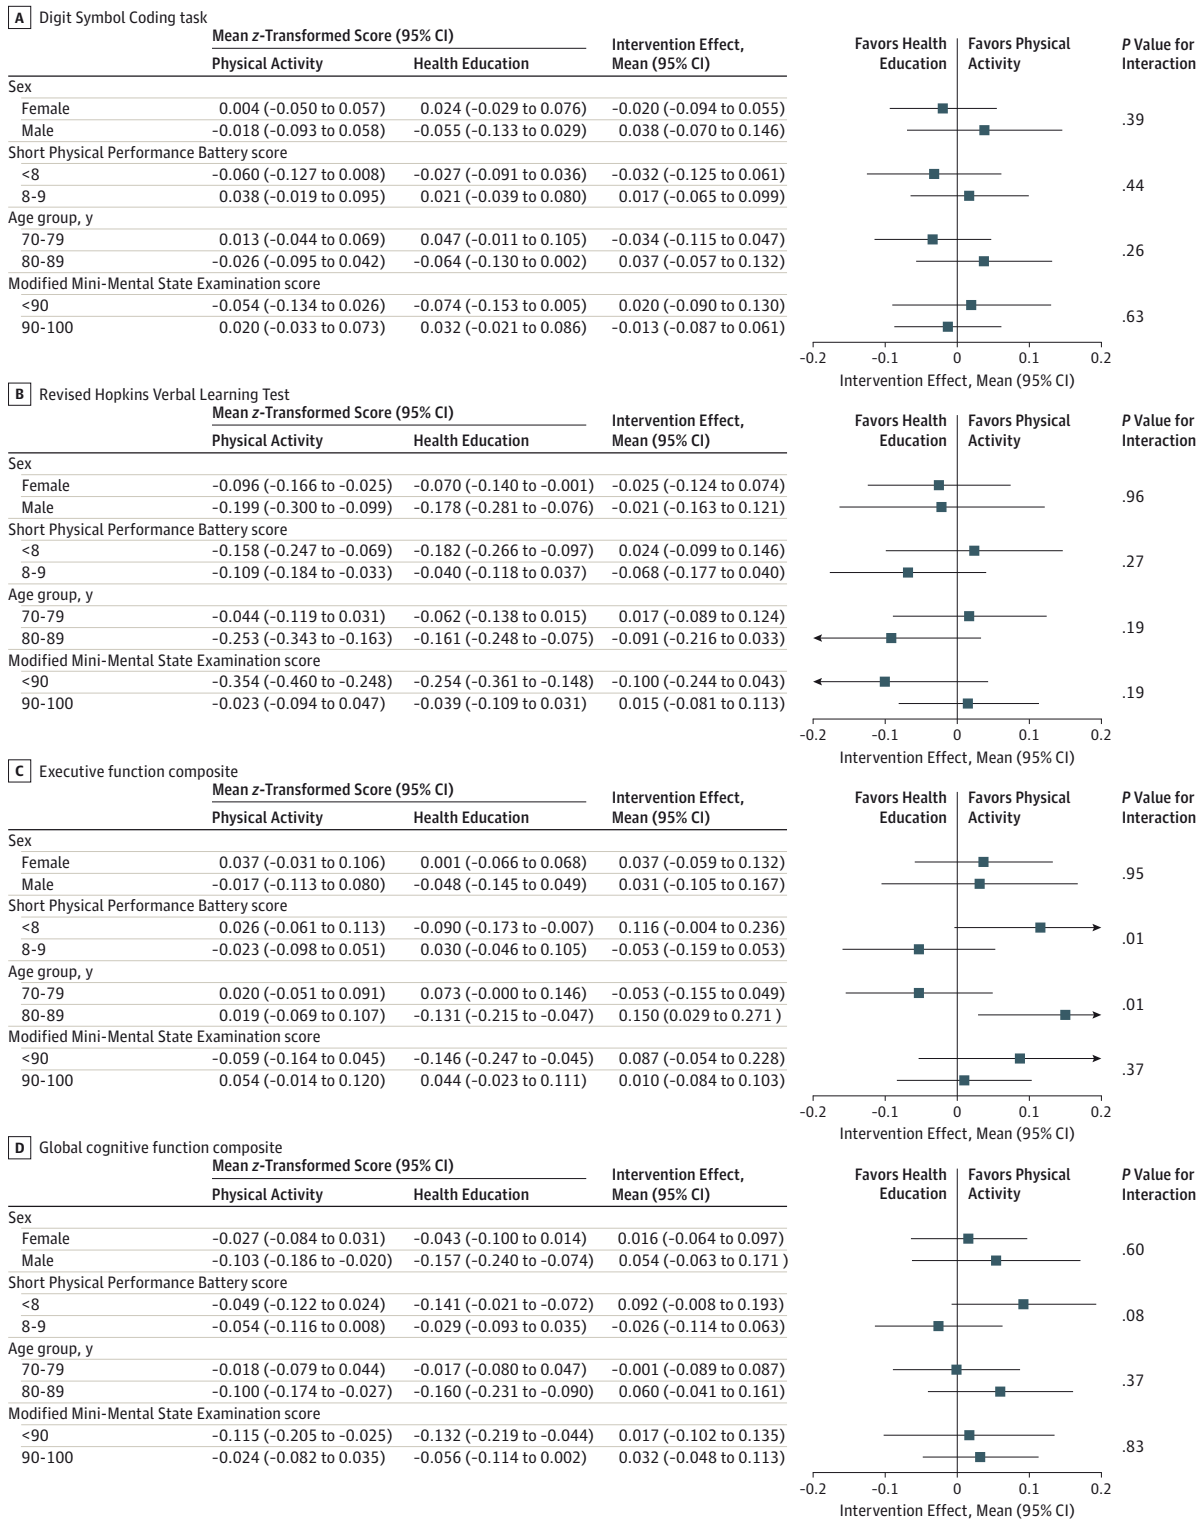 A Digit Symbol Coding task
Mean z-Transformed Score (95% CI)
Physical Activity Health Education Intervention Effect, Mean (95% CI) Favors Health Education Favors Physical Activity P Value for Interaction
Sex
Female 0.004 (-0.050 to 0.057) 0.024 (-0.029 to 0.076) -0.020 (-0.094 to 0.055)
Male -0.018 (-0.093 to 0.058) -0.055 (-0.133 to 0.029) 0.038 (-0.070 to 0.146)
.39
Short Physical Performance Battery score
<8 -0.060 (-0.127 to 0.008) -0.027 (-0.091 to 0.036) -0.032 (-0.125 to 0.061)
8-9 0.038 (-0.019 to 0.095) 0.021 (-0.039 to 0.080) 0.017 (-0.065 to 0.099)
.44
Age group, y
70-79 0.013 (-0.044 to 0.069) 0.047 (-0.011 to 0.105) -0.034 (-0.115 to 0.047)
80-89 -0.026 (-0.095 to 0.042) -0.064 (-0.130 to 0.002) 0.037 (-0.057 to 0.132)
.26
Modified Mini-Mental State Examination score
<90 -0.054 (-0.134 to 0.026) -0.074 (-0.153 to 0.005) 0.020 (-0.090 to 0.130)
90-100 0.020 (-0.033 to 0.073) 0.032 (-0.021 to 0.086) -0.013 (-0.087 to 0.061)
.63
-0.2 -0.1 0 0.1 0.2
Intervention Effect, Mean (95% CI)
B Revised Hopkins Verbal Learning Test
Mean z-Transformed Score (95% CI)
Physical Activity Health Education Intervention Effect, Mean (95% CI) Favors Health Education Favors Physical Activity P Value for Interaction
Sex
Female -0.096 (-0.166 to -0.025) -0.070 (-0.140 to -0.001) -0.025 (-0.124 to 0.074)
Male -0.199 (-0.300 to -0.099) -0.178 (-0.281 to -0.076) -0.021 (-0.163 to 0.121)
.96
Short Physical Performance Battery score
<8 -0.158 (-0.247 to -0.069) -0.182 (-0.266 to -0.097) 0.024 (-0.099 to 0.146)
8-9 -0.109 (-0.184 to -0.033) -0.040 (-0.118 to 0.037) -0.068 (-0.177 to 0.040)
.27
Age group, y
70-79 -0.044 (-0.119 to 0.031) -0.062 (-0.138 to 0.015) 0.017 (-0.089 to 0.124)
80-89 -0.253 (-0.343 to -0.163) -0.161 (-0.248 to -0.075) -0.091 (-0.216 to 0.033)
.19
Modified Mini-Mental State Examination score
<90 -0.354 (-0.460 to -0.248) -0.254 (-0.361 to -0.148) -0.100 (-0.244 to 0.043)
90-100 -0.023 (-0.094 to 0.047) -0.039 (-0.109 to 0.031) 0.015 (-0.081 to 0.113)
.19
-0.2 -0.1 0 0.1 0.2
Intervention Effect, Mean (95% CI)
C Executive function composite
Mean z-Transformed Score (95% CI)
Physical Activity Health Education Intervention Effect, Mean (95% CI) Favors Health Education Favors Physical Activity P Value for Interaction
Sex
Female 0.037 (-0.031 to 0.106) 0.001 (-0.066 to 0.068) 0.037 (-0.059 to 0.132)
Male -0.017 (-0.113 to 0.080) -0.048 (-0.145 to 0.049) 0.031 (-0.105 to 0.167)
.95
Short Physical Performance Battery score
<8 0.026 (-0.061 to 0.113) -0.090 (-0.173 to -0.007) 0.116 (-0.004 to 0.236)
8-9 -0.023 (-0.098 to 0.051) 0.030 (-0.046 to 0.105) -0.053 (-0.159 to 0.053)
.01
Age group, y
70-79 0.020 (-0.051 to 0.091) 0.073 (-0.000 to 0.146) -0.053 (-0.155 to 0.049)
80-89 0.019 (-0.069 to 0.107) -0.131 (-0.215 to -0.047) 0.150 (0.029 to 0.271 )
.01
Modified Mini-Mental State Examination score
<90 -0.059 (-0.164 to 0.045) -0.146 (-0.247 to -0.045) 0.087 (-0.054 to 0.228)
90-100 0.054 (-0.014 to 0.120) 0.044 (-0.023 to 0.111) 0.010 (-0.084 to 0.103)
.37
-0.2 -0.1 0 0.1 0.2
Intervention Effect, Mean (95% CI)
D Global cognitive function composite
Mean z-Transformed Score (95% CI)
Physical Activity Health Education Intervention Effect, Mean (95% CI) Favors Health Education Favors Physical Activity P Value for Interaction
Sex
Female -0.027 (-0.084 to 0.031) -0.043 (-0.100 to 0.014) 0.016 (-0.064 to 0.097)
Male -0.103 (-0.186 to -0.020) -0.157 (-0.240 to -0.074) 0.054 (-0.063 to 0.171 )
.60
Short Physical Performance Battery score
<8 -0.049 (-0.122 to 0.024) -0.141 (-0.021 to -0.072) 0.092 (-0.008 to 0.193)
8-9 -0.054 (-0.116 to 0.008) -0.029 (-0.093 to 0.035) -0.026 (-0.114 to 0.063)
.08
Age group, y
70-79 -0.018 (-0.079 to 0.044) -0.017 (-0.080 to 0.047) -0.001 (-0.089 to 0.087)
80-89 -0.100 (-0.174 to -0.027) -0.160 (-0.231 to -0.090) 0.060 (-0.041 to 0.161)
.37
Modified Mini-Mental State Examination score
<90 -0.115 (-0.205 to -0.025) -0.132 (-0.219 to -0.044) 0.017 (-0.102 to 0.135)
90-100 -0.024 (-0.082 to 0.035) -0.056 (-0.114 to 0.002) 0.032 (-0.048 to 0.113)
.83
-0.2 -0.1 0 0.1 0.2
Intervention Effect, Mean (95% CI)